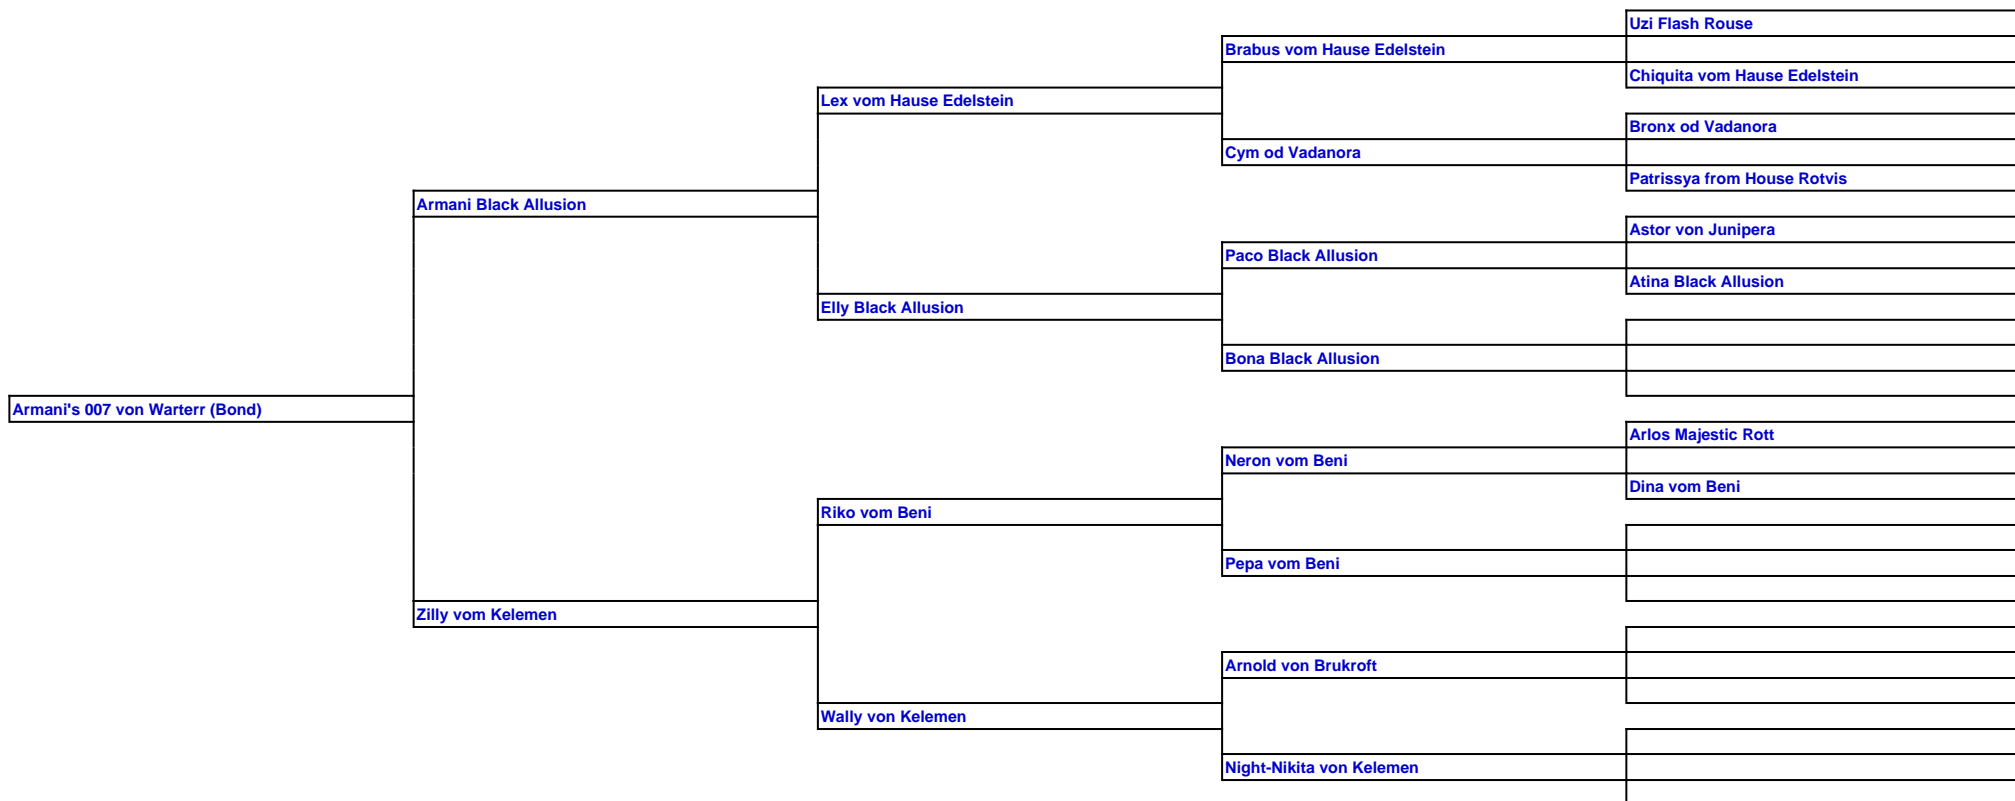 Uzi Flash Rouse
Brabus vom Hause Edelstein
Chiquita vom Hause Edelstein
Lex vom Hause Edelstein
Bronx od Vadanora
Cym od Vadanora
Patrissya from House Rotvis
Armani Black Allusion
Astor von Junipera
Paco Black Allusion
Atina Black Allusion
Elly Black Allusion
Bona Black Allusion
Armani's 007 von Warterr (Bond)
Arlos Majestic Rott
Neron vom Beni
Dina vom Beni
Riko vom Beni
Pepa vom Beni
Zilly vom Kelemen
Arnold von Brukroft
Wally von Kelemen
Night-Nikita von Kelemen